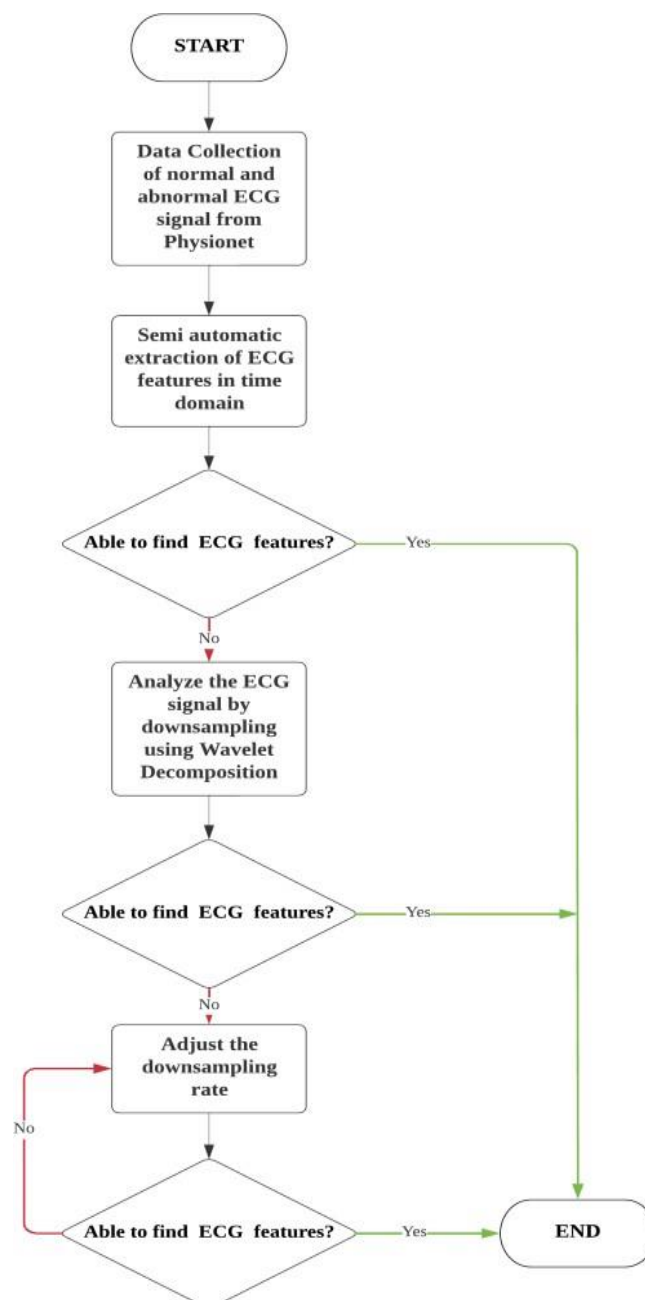 START
Data Collection
of normal and
abnormal ECG
signal from
Physionet
Semi automatic
extraction of ECG
features in time
domain
Able to find ECG features?
Yes
No
Analyze the ECG
signal by
downsampling
using Wavelet
Decomposition
Able to find ECG features?
Yes
No
Adjust the
downsampling
rate
No
Able to find ECG features?
Yes
END